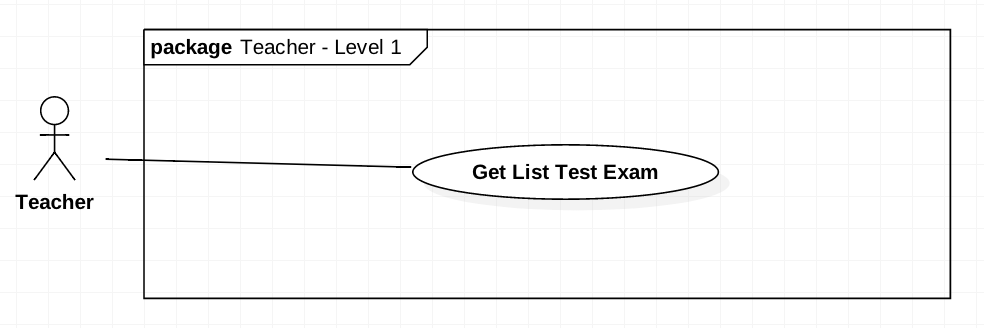 package Teacher - Level 1
Get List Test Exam
Teacher